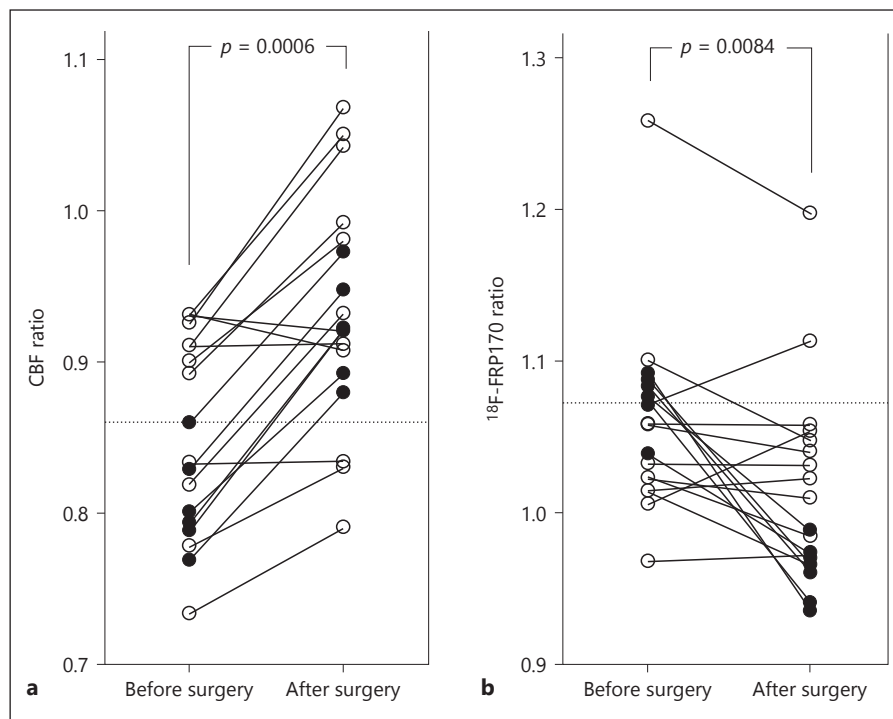 p = 0.0006
1.1
1.0
0.9
0.8
0.7
CBF ratio
Before surgery
After surgery
a
p = 0.0084
1.3
1.2
1.1
1.0
0.9
¹⁸F-FRP170 ratio
Before surgery
After surgery
b